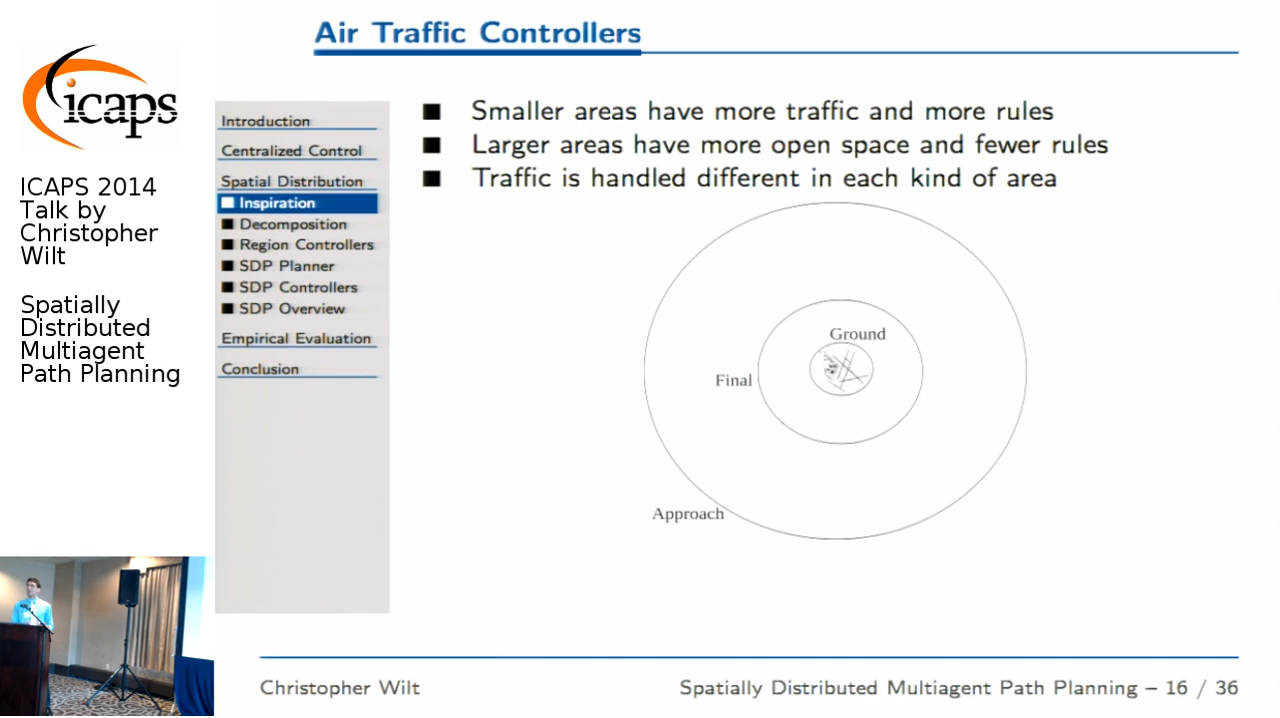 icaps
ICAPS 2014
Talk by
Christopher
Wilt
Spatially
Distributed
Multiagent
Path Planning
Air Traffic Controllers
Introduction
Centralized Control
Spatial Distribution
Inspiration
Decomposition
Region Controllers
SDP Planner
SDP Controllers
SDP Overview
Empirical Evaluation
Conclusion
Smaller areas have more traffic and more rules
Larger areas have more open space and fewer rules
Traffic is handled different in each kind of area
Ground
Final
Approach
Christopher Wilt
Spatially Distributed Multiagent Path Planning – 16 / 36